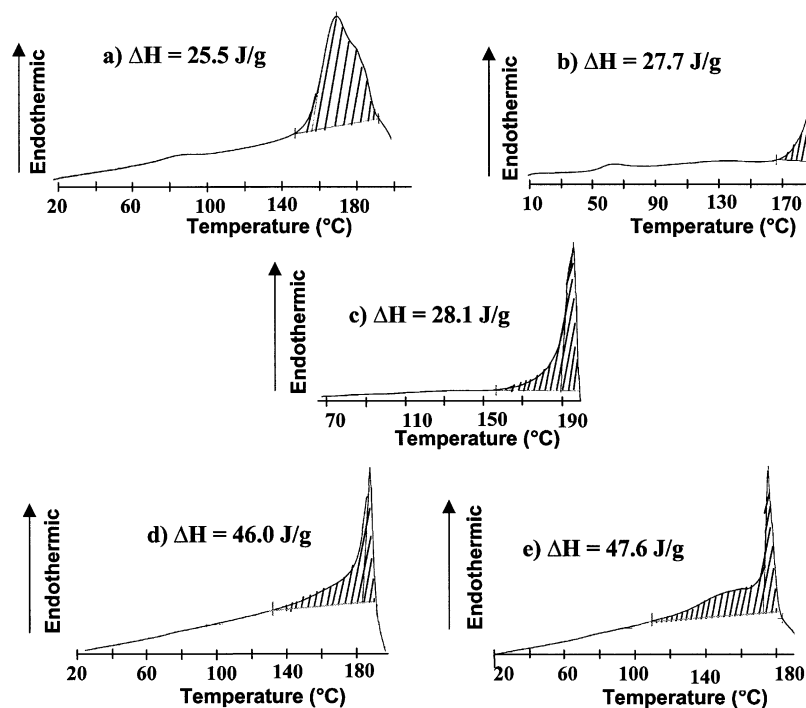 a) ΔH = 25.5 J/g
Endothermic
20 60 100 140 180
Temperature (°C)
b) ΔH = 27.7 J/g
Endothermic
10 50 90 130 170
Temperature (°C)
c) ΔH = 28.1 J/g
Endothermic
70 110 150 190
Temperature (°C)
d) ΔH = 46.0 J/g
Endothermic
20 60 100 140 180
Temperature (°C)
e) ΔH = 47.6 J/g
Endothermic
20 60 100 140 180
Temperature (°C)